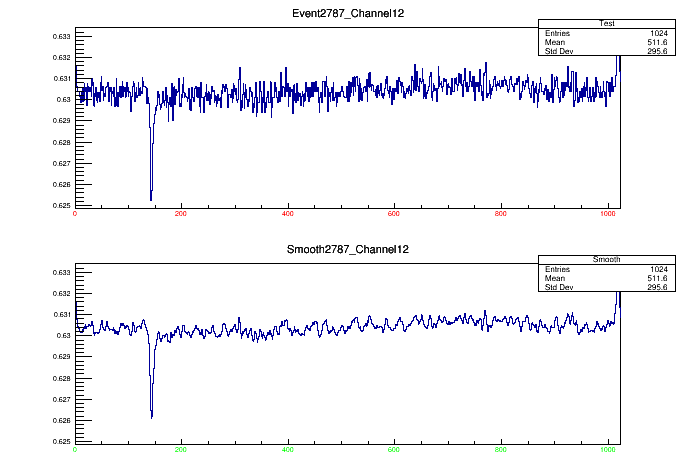 Event2787_Channel12
Test
Entries 1024
Mean 511.6
Std Dev 295.6
0.633
0.632
0.631
0.63
0.629
0.628
0.627
0.626
0.625
0 200 400 600 800 1000
Smooth2787_Channel12
Smooth
Entries 1024
Mean 511.6
Std Dev 295.6
0.633
0.632
0.631
0.63
0.629
0.628
0.627
0.626
0.625
0 200 400 600 800 1000